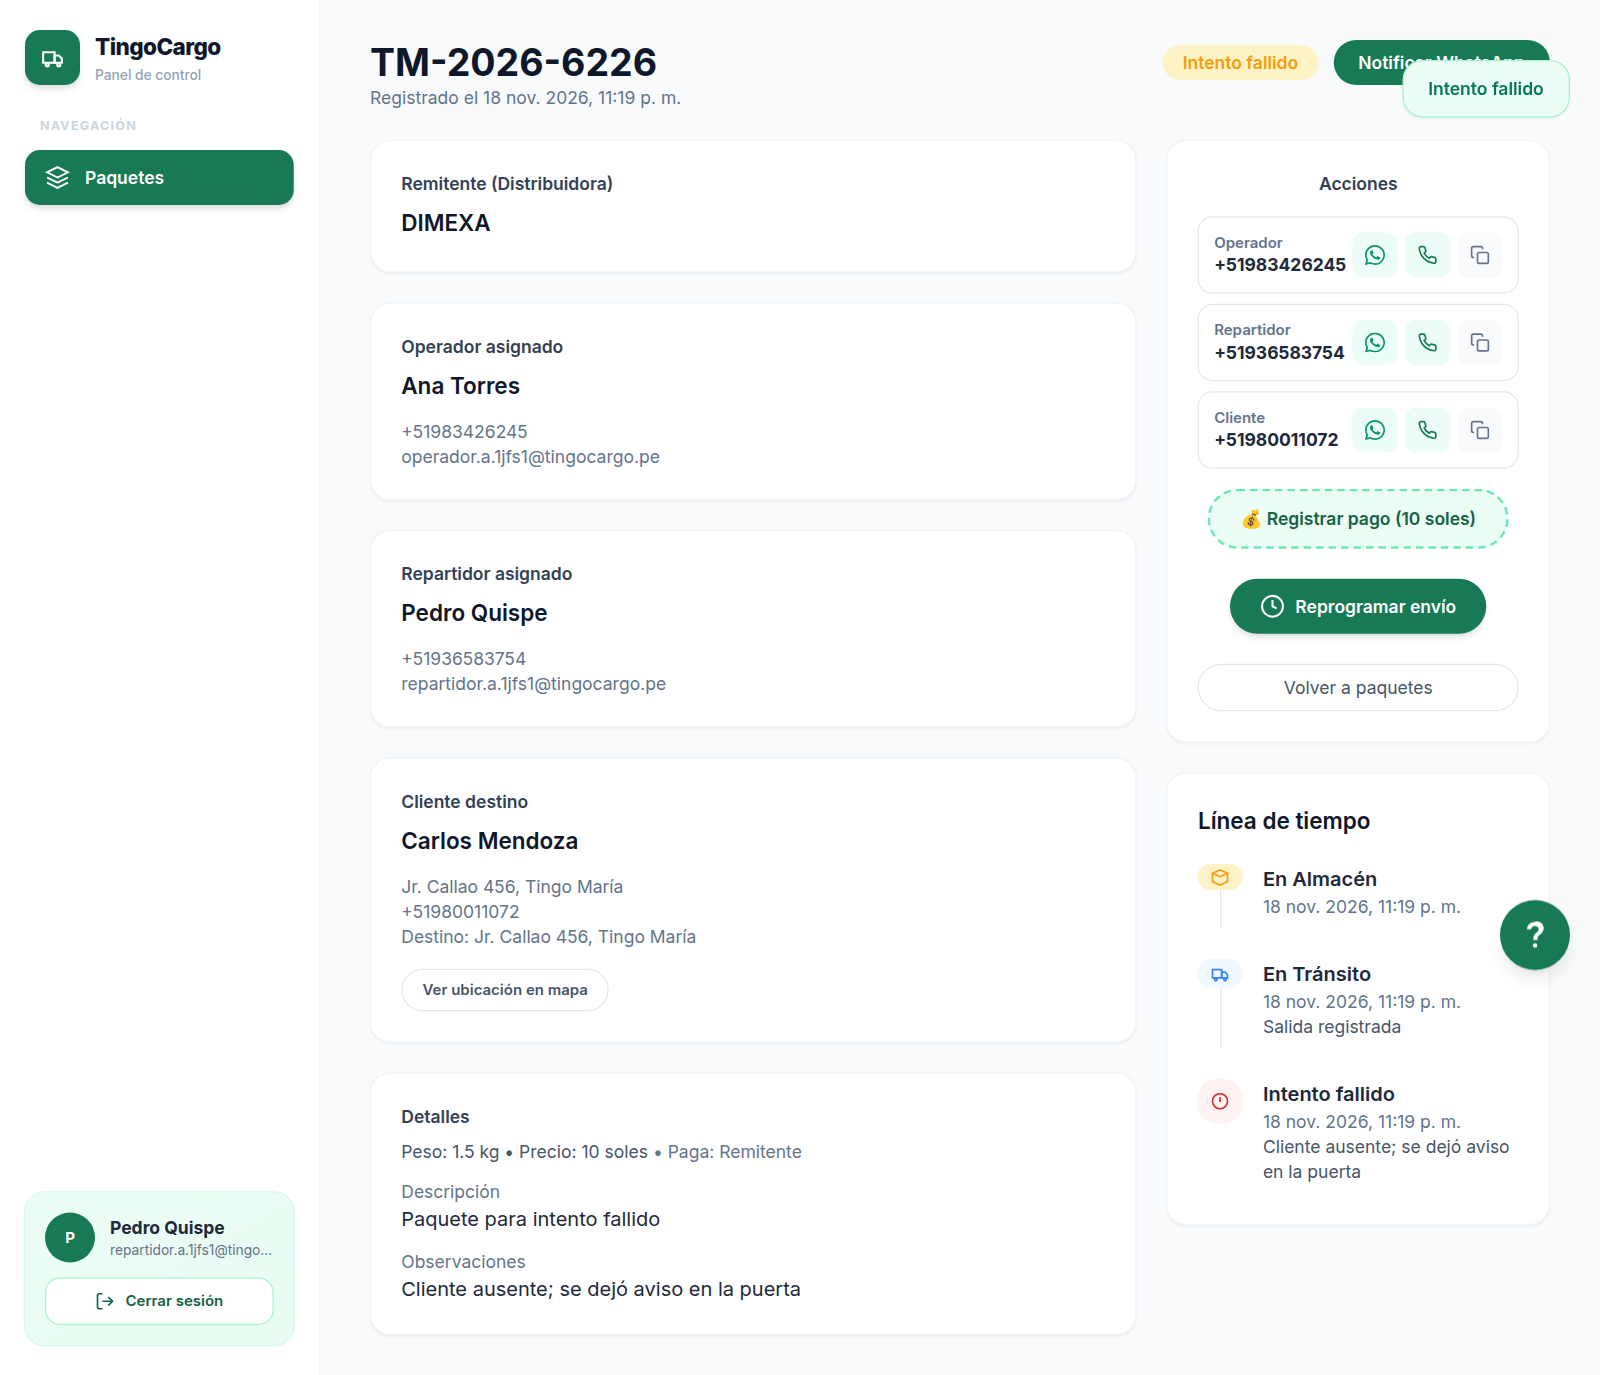 TingoCargo
Panel de control
NAVEGACIÓN
Paquetes
Pedro Quispe
P
repartidor.a.1jfs1@tingo...
Cerrar sesión
TM-2026-6226
Registrado el 18 nov. 2026, 11:19 p. m.
Intento fallido
Intento fallido
Remitente (Distribuidora)
DIMEXA
Operador asignado
Ana Torres
+51983426245
operador.a.1jfs1@tingocargo.pe
Repartidor asignado
Pedro Quispe
+51936583754
repartidor.a.1jfs1@tingocargo.pe
Cliente destino
Carlos Mendoza
Jr. Callao 456, Tingo María
+51980011072
Destino: Jr. Callao 456, Tingo María
Ver ubicación en mapa
Detalles
Peso: 1.5 kg • Precio: 10 soles • Paga: Remitente
Descripción
Paquete para intento fallido
Observaciones
Cliente ausente; se dejó aviso en la puerta
Acciones
Operador
+51983426245
Repartidor
+51936583754
Cliente
+51980011072
💰 Registrar pago (10 soles)
Reprogramar envío
Volver a paquetes
Línea de tiempo
En Almacén
18 nov. 2026, 11:19 p. m.
En Tránsito
18 nov. 2026, 11:19 p. m.
Salida registrada
Intento fallido
18 nov. 2026, 11:19 p. m.
Cliente ausente; se dejó aviso
en la puerta
?